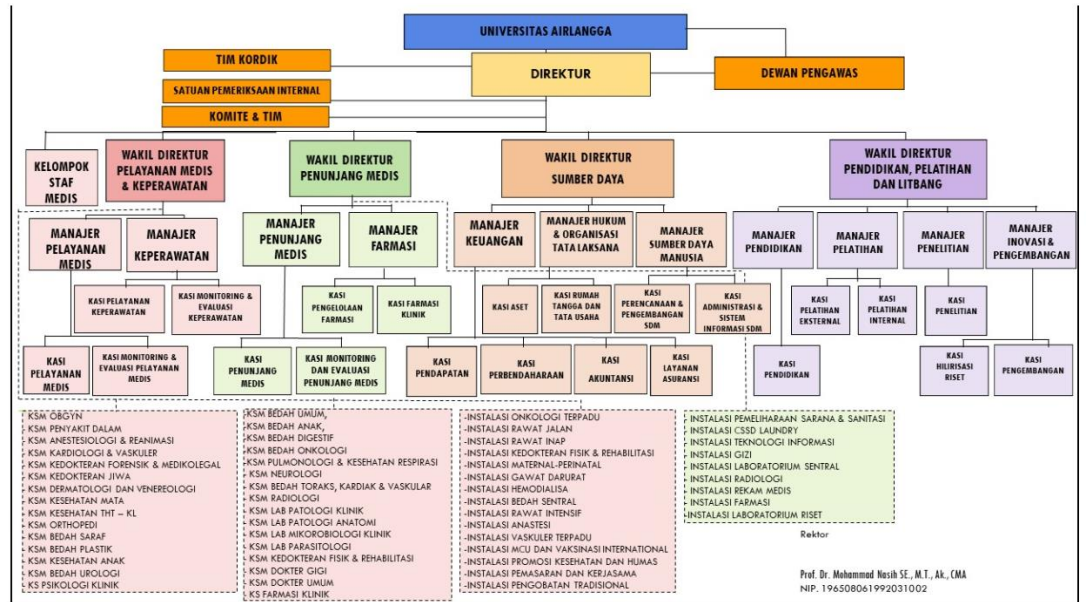 UNIVERSITAS AIRLANGGA
TIM KORDIK
DIREKTUR
DEWAN PENGAWAS
SATUAN PEMERIKSAAN INTERNAL
KOMITE & TIM
KELOMPOK
STAF
MEDIS
WAKIL DIREKTUR
PELAYANAN MEDIS
& KEPERAWATAN
WAKIL DIREKTUR
PENUNJANG MEDIS
WAKIL DIREKTUR
SUMBER DAYA
WAKIL DIREKTUR
PENDIDIKAN, PELATIHAN
DAN LITBANG
MANAJER
PELAYANAN
MEDIS
MANAJER
KEPERAWATAN
MANAJER
PENUNJANG
MEDIS
MANAJER
FARMASI
MANAJER
KEUANGAN
MANAJER HUKUM
& ORGANISASI
TATA LAKSANA
MANAJER
SUMBER DAYA
MANUSIA
MANAJER
PENDIDIKAN
MANAJER
PELATIHAN
MANAJER
PENELITIAN
MANAJER
INOVASI &
PENGEMBANGAN
KASI PELAYANAN
KEPERAWATAN
KASI MONITORING &
EVALUASI
KEPERAWATAN
KASI
PENGELOLAAN
FARMASI
KASI FARMASI
KLINIK
KASI ASET
KASI RUMAH
TANGGA DAN
TATA USAHA
KASI
PERENCANAAN &
PENGEMBANGAN
SDM
KASI
ADMINISTRASI &
SISTEM
INFORMASI SDM
KASI
PELATIHAN
EKSTERNAL
KASI
PELATIHAN
INTERNAL
KASI
PENELITIAN
KASI
PELAYANAN
MEDIS
KASI MONITORING &
EVALUASI PELAYANAN
MEDIS
KASI
PENUNJANG
MEDIS
KASI MONITORING
DAN EVALUASI
PENUNJANG MEDIS
KASI
PENDAPATAN
KASI
PERBENDAHARAAN
KASI
AKUNTANSI
KASI
LAYANAN
ASURANSI
KASI
PENDIDIKAN
KASI
HILIRISASI
RISET
KASI
PENGEMBANGAN
- KSM OBGYN
- KSM PENYAKIT DALAM
- KSM ANESTESIOLOGI & REANIMASI
- KSM KARDIOLOGI & VASKULER
- KSM KEDOKTERAN FORENSIK & MEDIKOLEGAL
- KSM KEDOKTERAN JIWA
- KSM DERMATOLOGI DAN VENEREOLOGI
- KSM KESEHATAN MATA
- KSM KESEHATAN THT – KL
- KSM ORTHOPEDI
- KSM BEDAH SARAF
- KSM BEDAH PLASTIK
- KSM KESEHATAN ANAK
- KSM BEDAH UROLOGI
- KS PSIKOLOGI KLINIK
- KSM BEDAH UMUM,
- KSM BEDAH ANAK,
- KSM BEDAH DIGESTIF
- KSM BEDAH ONKOLOGI
- KSM PULMONOLOGI & KESEHATAN RESPIRASI
- KSM NEUROLOGI
- KSM BEDAH TORAKS, KARDIAK & VASKULAR
- KSM RADIOLOGI
- KSM LAB PATOLOGI KLINIK
- KSM LAB PATOLOGI ANATOMI
- KSM LAB MIKOROBIOLOGI KLINIK
- KSM LAB PARASITOLOGI
- KSM KEDOKTERAN FISIK & REHABILITASI
- KSM DOKTER GIGI
- KSM DOKTER UMUM
- KS FARMASI KLINIK
-INSTALASI ONKOLOGI TERPADU
-INSTALASI RAWAT JALAN
-INSTALASI RAWAT INAP
-INSTALASI KEDOKTERAN FISIK & REHABILITASI
-INSTALASI MATERNAL-PERINATAL
-INSTALASI GAWAT DARURAT
-INSTALASI HEMODIALISA
-INSTALASI BEDAH SENTRAL
-INSTALASI RAWAT INTENSIF
-INSTALASI ANASTESI
-INSTALASI VASKULER TERPADU
-INSTALASI MCU DAN VAKSINASI INTERNATIONAL
-INSTALASI PROMOSI KESEHATAN DAN HUMAS
-INSTALASI PEMASARAN DAN KERJASAMA
-INSTALASI PENGOBATAN TRADISIONAL
- INSTALASI PEMELIHARAAN SARANA & SANITASI
- INSTALASI CSSD LAUNDRY
- INSTALASI TEKNOLOGI INFORMASI
- INSTALASI GIZI
- INSTALASI LABORATORIUM SENTRAL
- INSTALASI RADIOLOGI
- INSTALASI REKAM MEDIS
- INSTALASI FARMASI
-INSTALASI LABORATORIUM RISET
Rektor
Prof. Dr. Mohammad Nasih SE., M.T., Ak., CMA
NIP. 196508061992031002